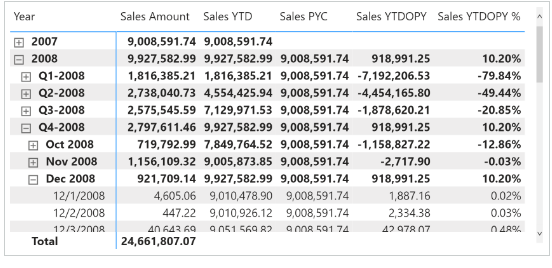 Year Sales Amount Sales YTD Sales PYC Sales YTDOPY Sales YTDOPY %
2007 9,008,591.74 9,008,591.74
2008 9,927,582.99 9,927,582.99 9,008,591.74 918,991.25 10.20%
Q1-2008 1,816,385.21 1,816,385.21 9,008,591.74 -7,192,206.53 -79.84%
Q2-2008 2,738,040.73 4,554,425.94 9,008,591.74 -4,454,165.80 -49.44%
Q3-2008 2,575,545.59 7,129,971.53 9,008,591.74 -1,878,620.21 -20.85%
Q4-2008 2,797,611.46 9,927,582.99 9,008,591.74 918,991.25 10.20%
Oct 2008 719,792.99 7,849,764.52 9,008,591.74 -1,158,827.22 -12.86%
Nov 2008 1,156,109.32 9,005,873.85 9,008,591.74 -2,717.90 -0.03%
Dec 2008 921,709.14 9,927,582.99 9,008,591.74 918,991.25 10.20%
12/1/2008 4,605.06 9,010,478.90 9,008,591.74 1,887.16 0.02%
12/2/2008 447.22 9,010,926.12 9,008,591.74 2,334.38 0.03%
12/3/2008 40,643.69 9,051,569.82 9,008,591.74 42,978.07 0.48%
Total 24,661,807.07